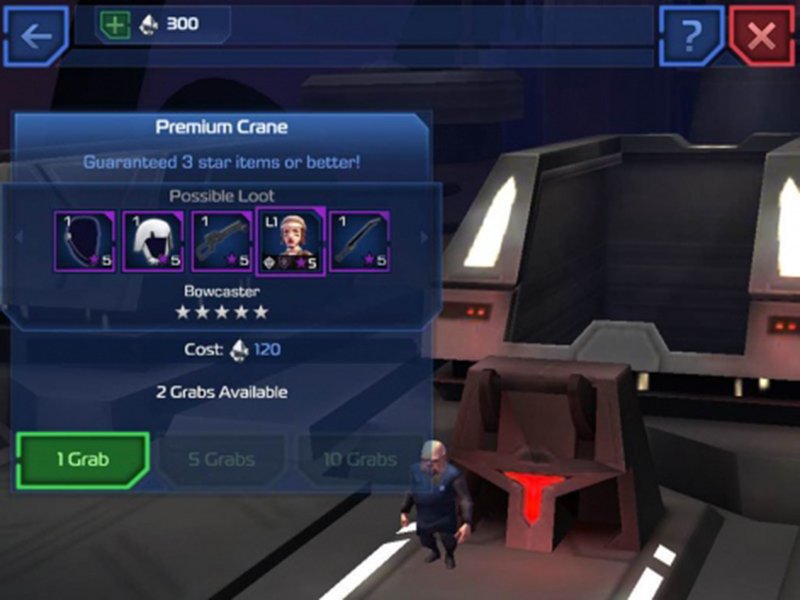 300
?
Premium Crane
Guaranteed 3 star items or better!
Possible Loot
1 1 1 L1 1
5 5 5 5 5
Bowcaster
Cost: 120
2 Grabs Available
1 Grab 5 Grabs 10 Grabs